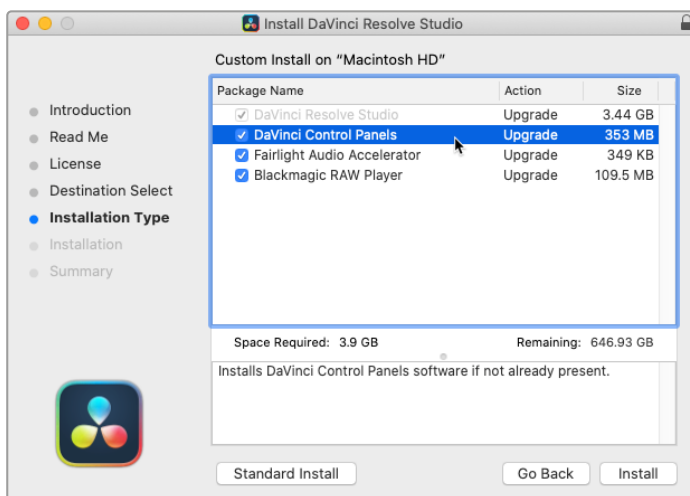 Install DaVinci Resolve Studio
Custom Install on “Macintosh HD”
Introduction
Read Me
License
Destination Select
Installation Type
Installation
Summary
Package Name Action Size
DaVinci Resolve Studio Upgrade 3.44 GB
DaVinci Control Panels Upgrade 353 MB
Fairlight Audio Accelerator Upgrade 349 KB
Blackmagic RAW Player Upgrade 109.5 MB
Space Required: 3.9 GB Remaining: 646.93 GB
Installs DaVinci Control Panels software if not already present.
Standard Install Go Back Install